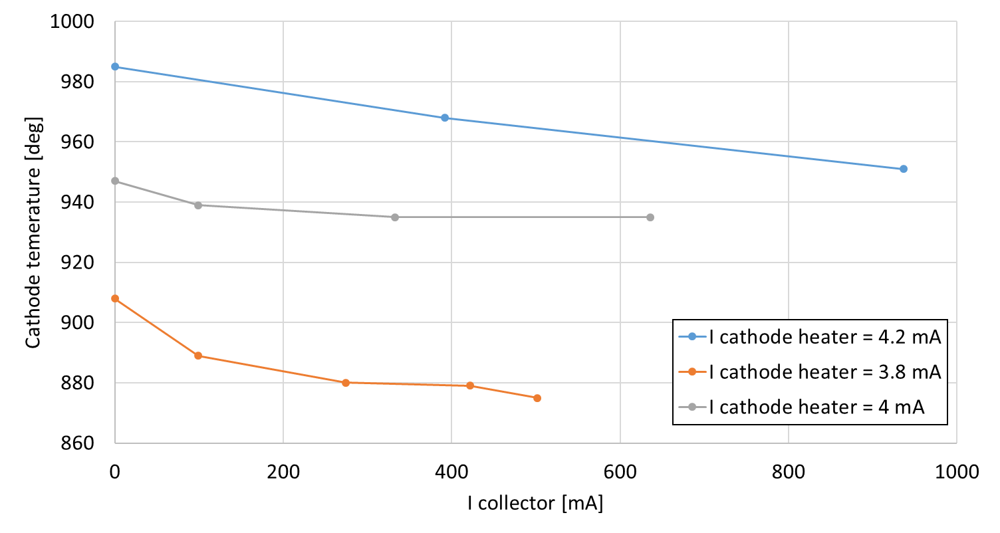 1000
980
960
940
920
900
880
860
Cathode temerature [deg]
0 200 400 600 800 1000
I collector [mA]
I cathode heater = 4.2 mA
I cathode heater = 3.8 mA
I cathode heater = 4 mA